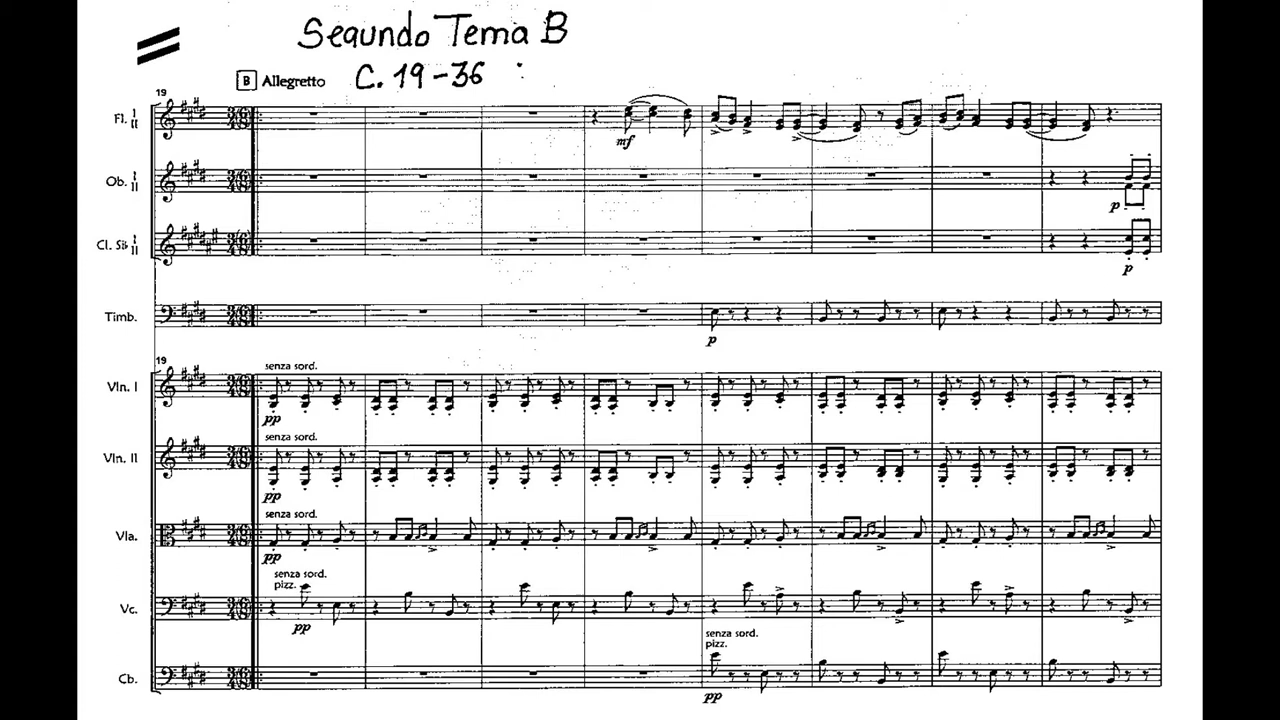 Segundo Tema B
B Allegretto C. 19-36
19
Fl. I II
mf
Ob. I II
p
Cl. Sib I II
p
Timb.
p
19
senza sord.
Vln. I
pp
senza sord.
Vln. II
pp
senza sord.
Vla.
pp
senza sord.
pizz.
Vc.
pp
senza sord.
pizz.
Cb.
pp